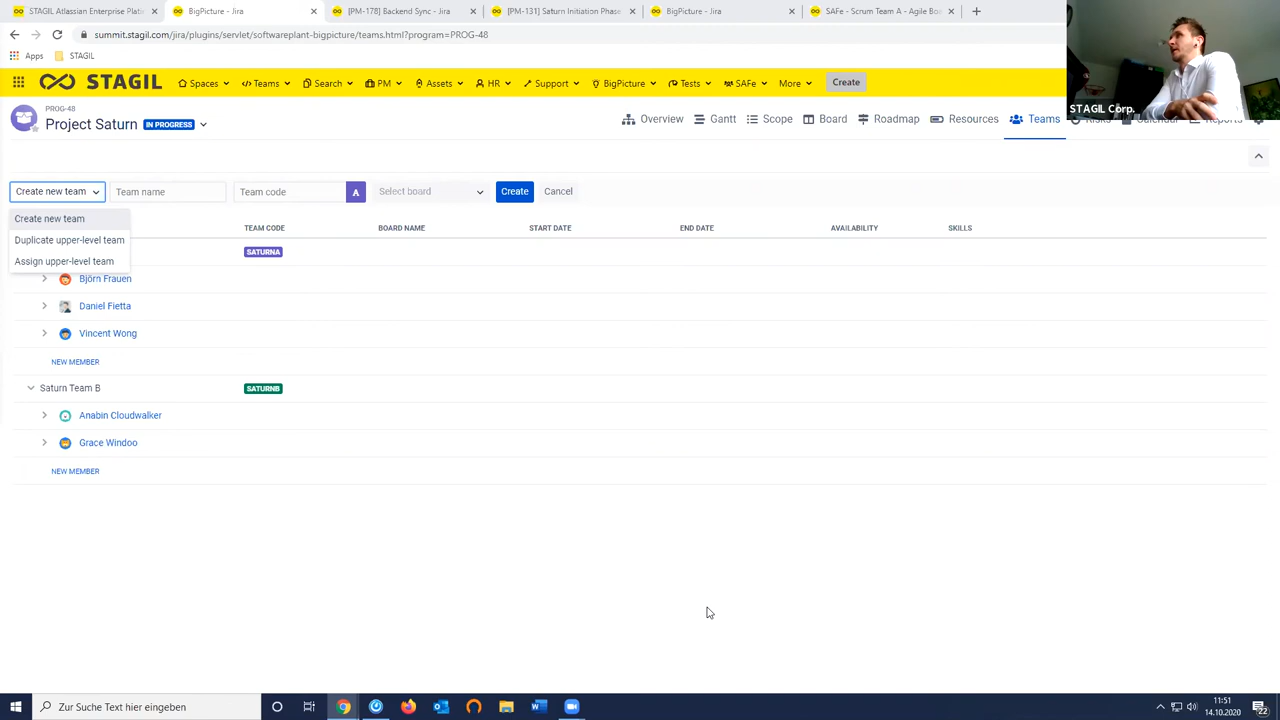 STAGIL Atlassian Enterprise Platf
BigPicture - Jira
[PM-178] Backend Sync - Jira
[PM-131] Saturn Initiation Phase
BigPicture - Jira
SAFe - Scrum Team A - Agile Boa
summit.stagil.com/jira/plugins/servlet/softwareplant-bigpicture/teams.html?program=PROG-48
Apps
STAGIL
STAGIL
Spaces
Teams
Search
PM
Assets
HR
Support
BigPicture
Tests
SAFe
More
Create
STAGIL Corp.
PROG-48
Project Saturn
IN PROGRESS
Overview
Gantt
Scope
Board
Roadmap
Resources
Teams
Risks
Calendar
Reports
Create new team
Team name
Team code
A
Select board
Create
Cancel
Create new team
Duplicate upper-level team
Assign upper-level team
TEAM CODE
BOARD NAME
START DATE
END DATE
AVAILABILITY
SKILLS
SATURNA
Björn Frauen
Daniel Fietta
Vincent Wong
NEW MEMBER
Saturn Team B
SATURNB
Anabin Cloudwalker
Grace Windoo
NEW MEMBER
Zur Suche Text hier eingeben
11:51
14.10.2020
22